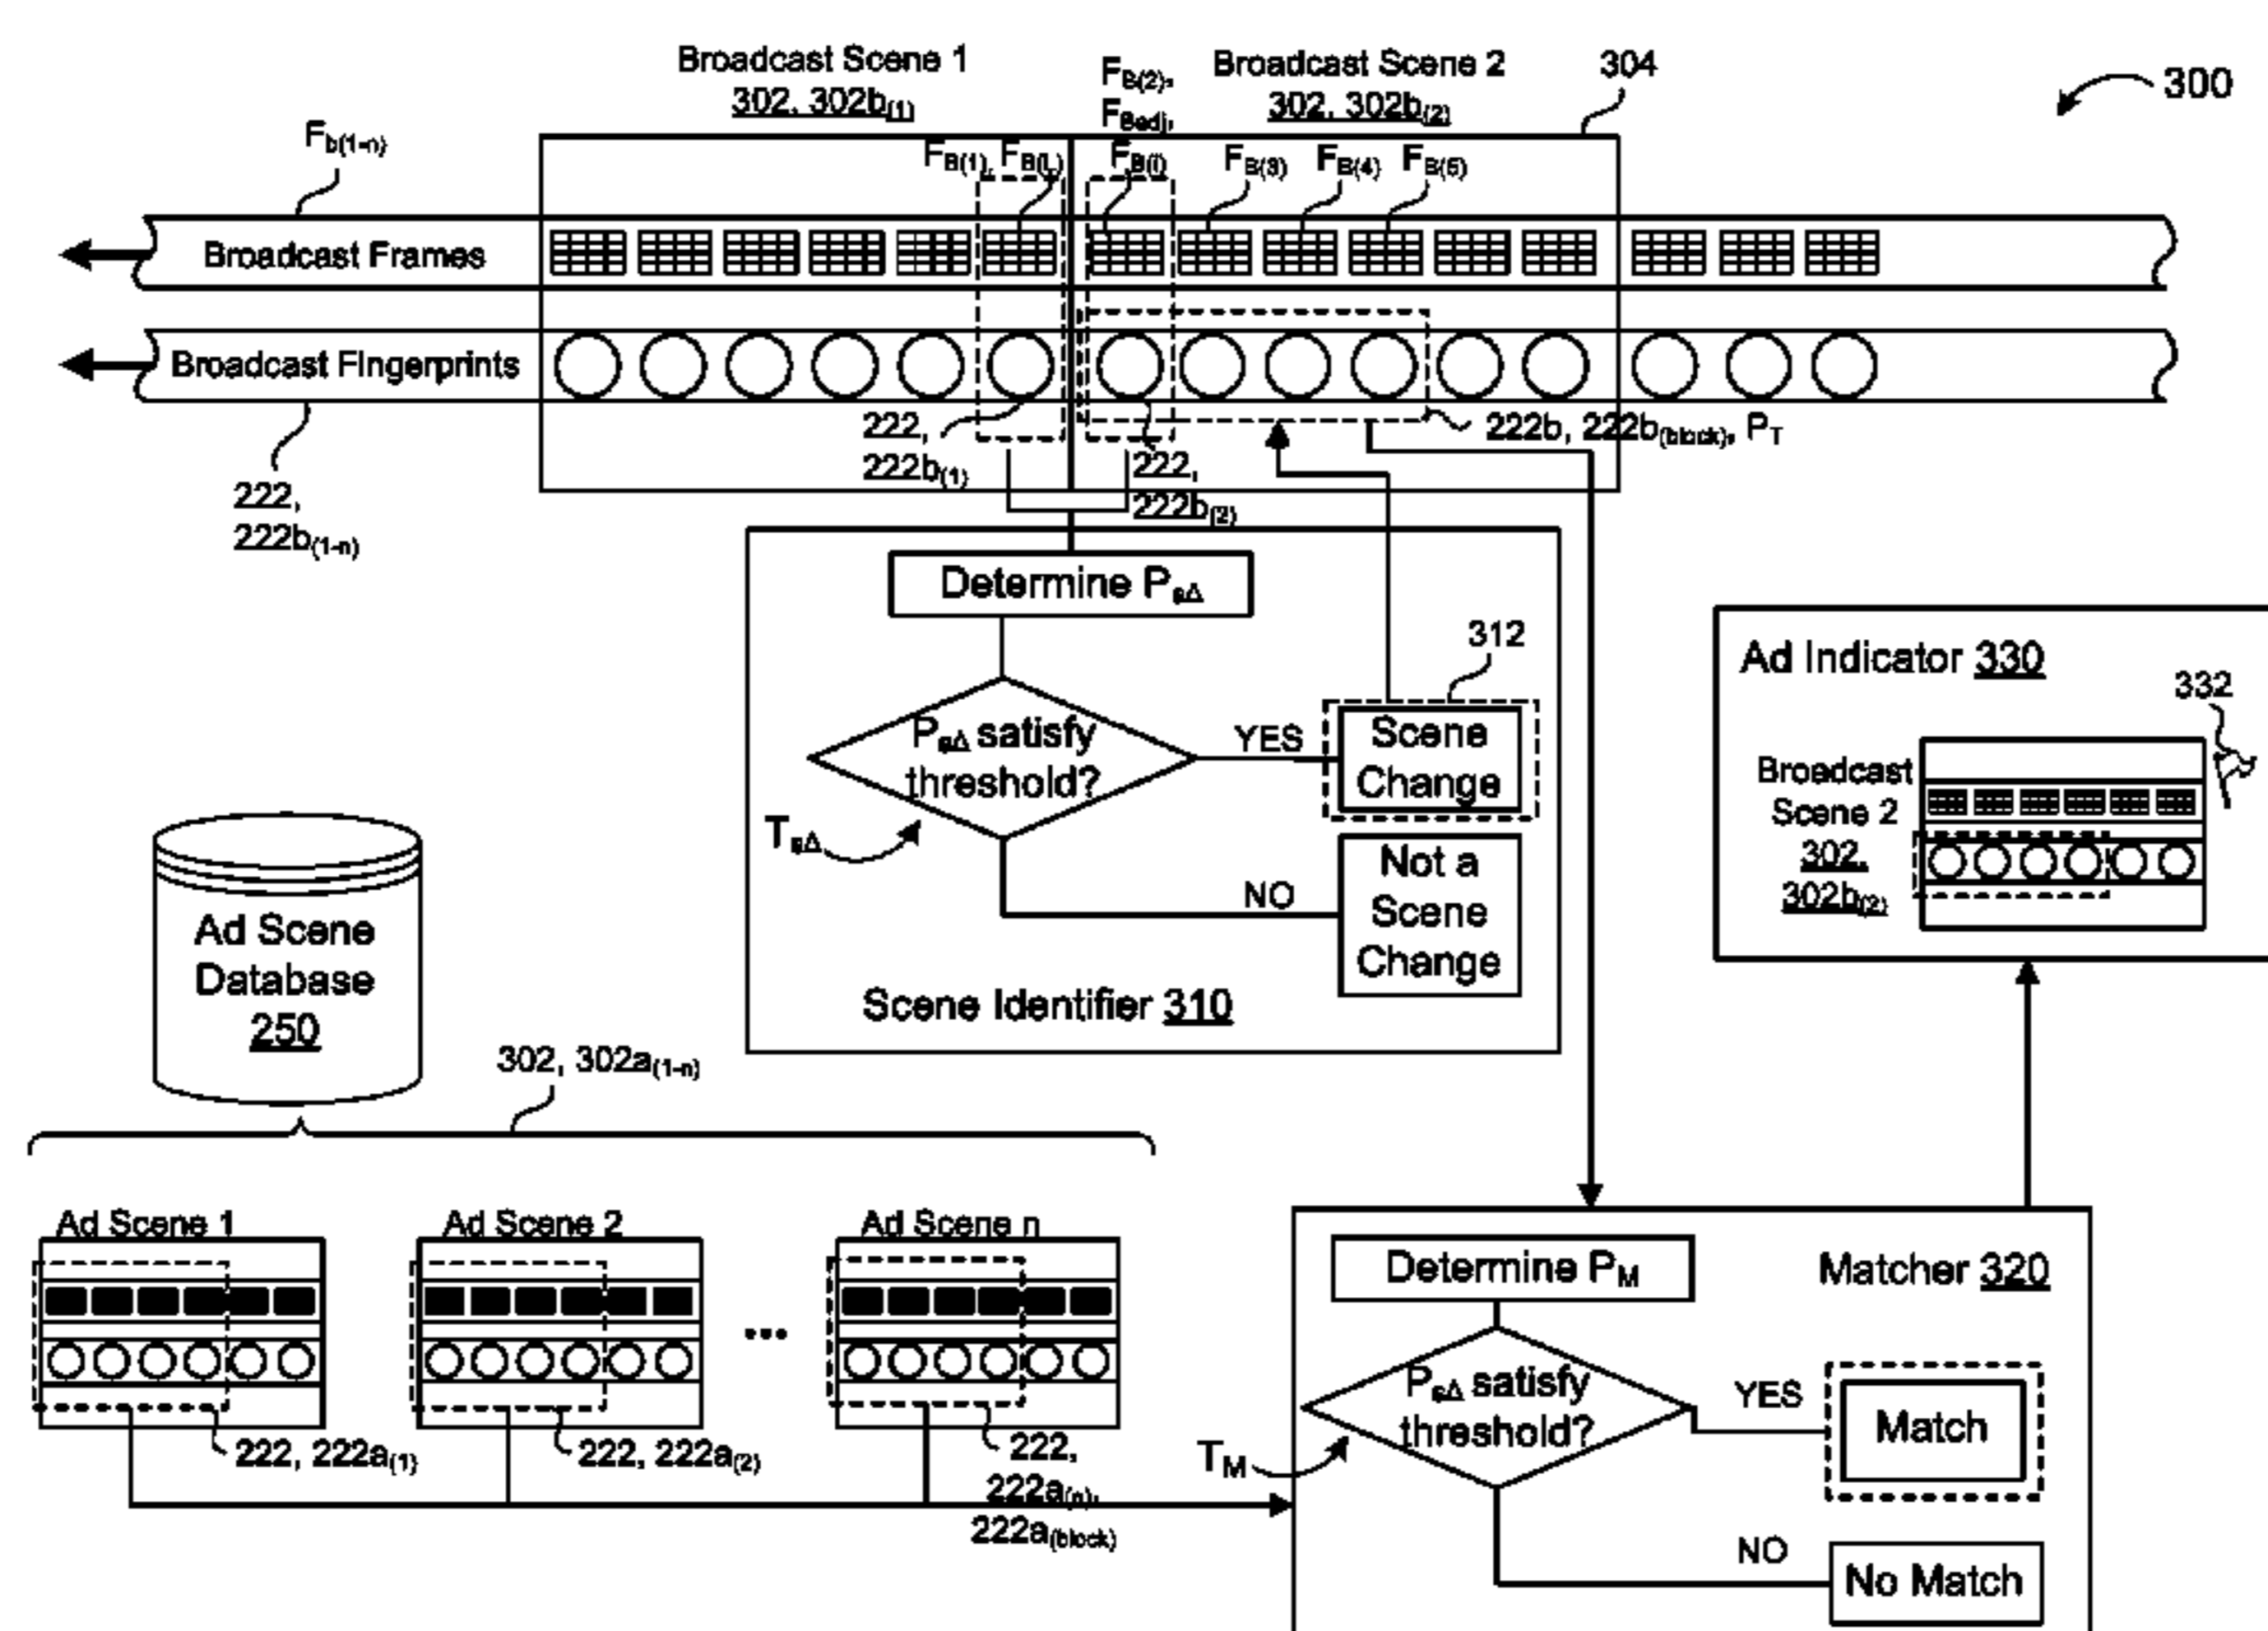 Broadcast Scene 1
302, 302b(1)
FB(2),
FBadj,
FB(i)
Broadcast Scene 2
302, 302b(2)
304
300
Fb(1-n)
FB(1), FB(L)
FB(3)
FB(4)
FB(5)
Broadcast Frames
Broadcast Fingerprints
222,
222b(1-n)
222,
222b(1)
222,
222b(2)
222b, 222b(block), PT
Determine PsΔ
PsΔ satisfy
threshold?
TsΔ
YES
NO
312
Scene
Change
Not a
Scene
Change
Scene Identifier 310
Ad Indicator 330
332
Broadcast
Scene 2
302,
302b(2)
Ad Scene
Database
250
302, 302a(1-n)
Ad Scene 1
Ad Scene 2
Ad Scene n
...
222, 222a(1)
222, 222a(2)
222,
222a(n),
222a(block)
Determine PM
Matcher 320
PsΔ satisfy
threshold?
TM
YES
Match
NO
No Match